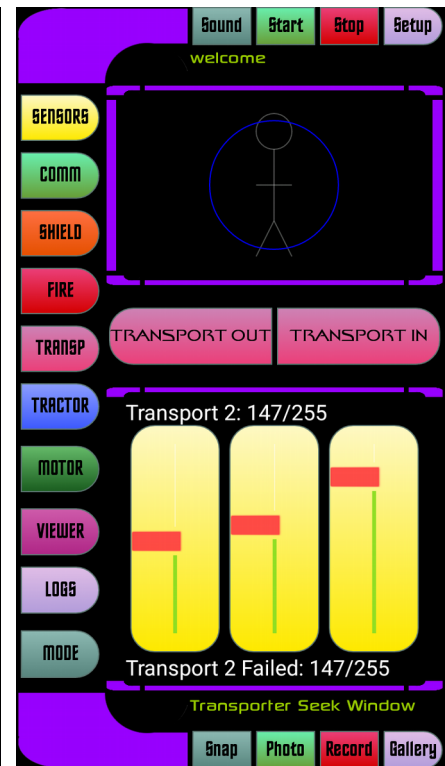 Sound Start Stop Setup
welcome
SENSORS
COMM
SHIELD
FIRE
TRANSPORT OUT TRANSPORT IN
TRANSP
TRACTOR
Transport 2: 147/255
MOTOR
VIEWER
LOGS
MODE
Transport 2 Failed: 147/255
Transporter Seek Window
Snap Photo Record Gallery